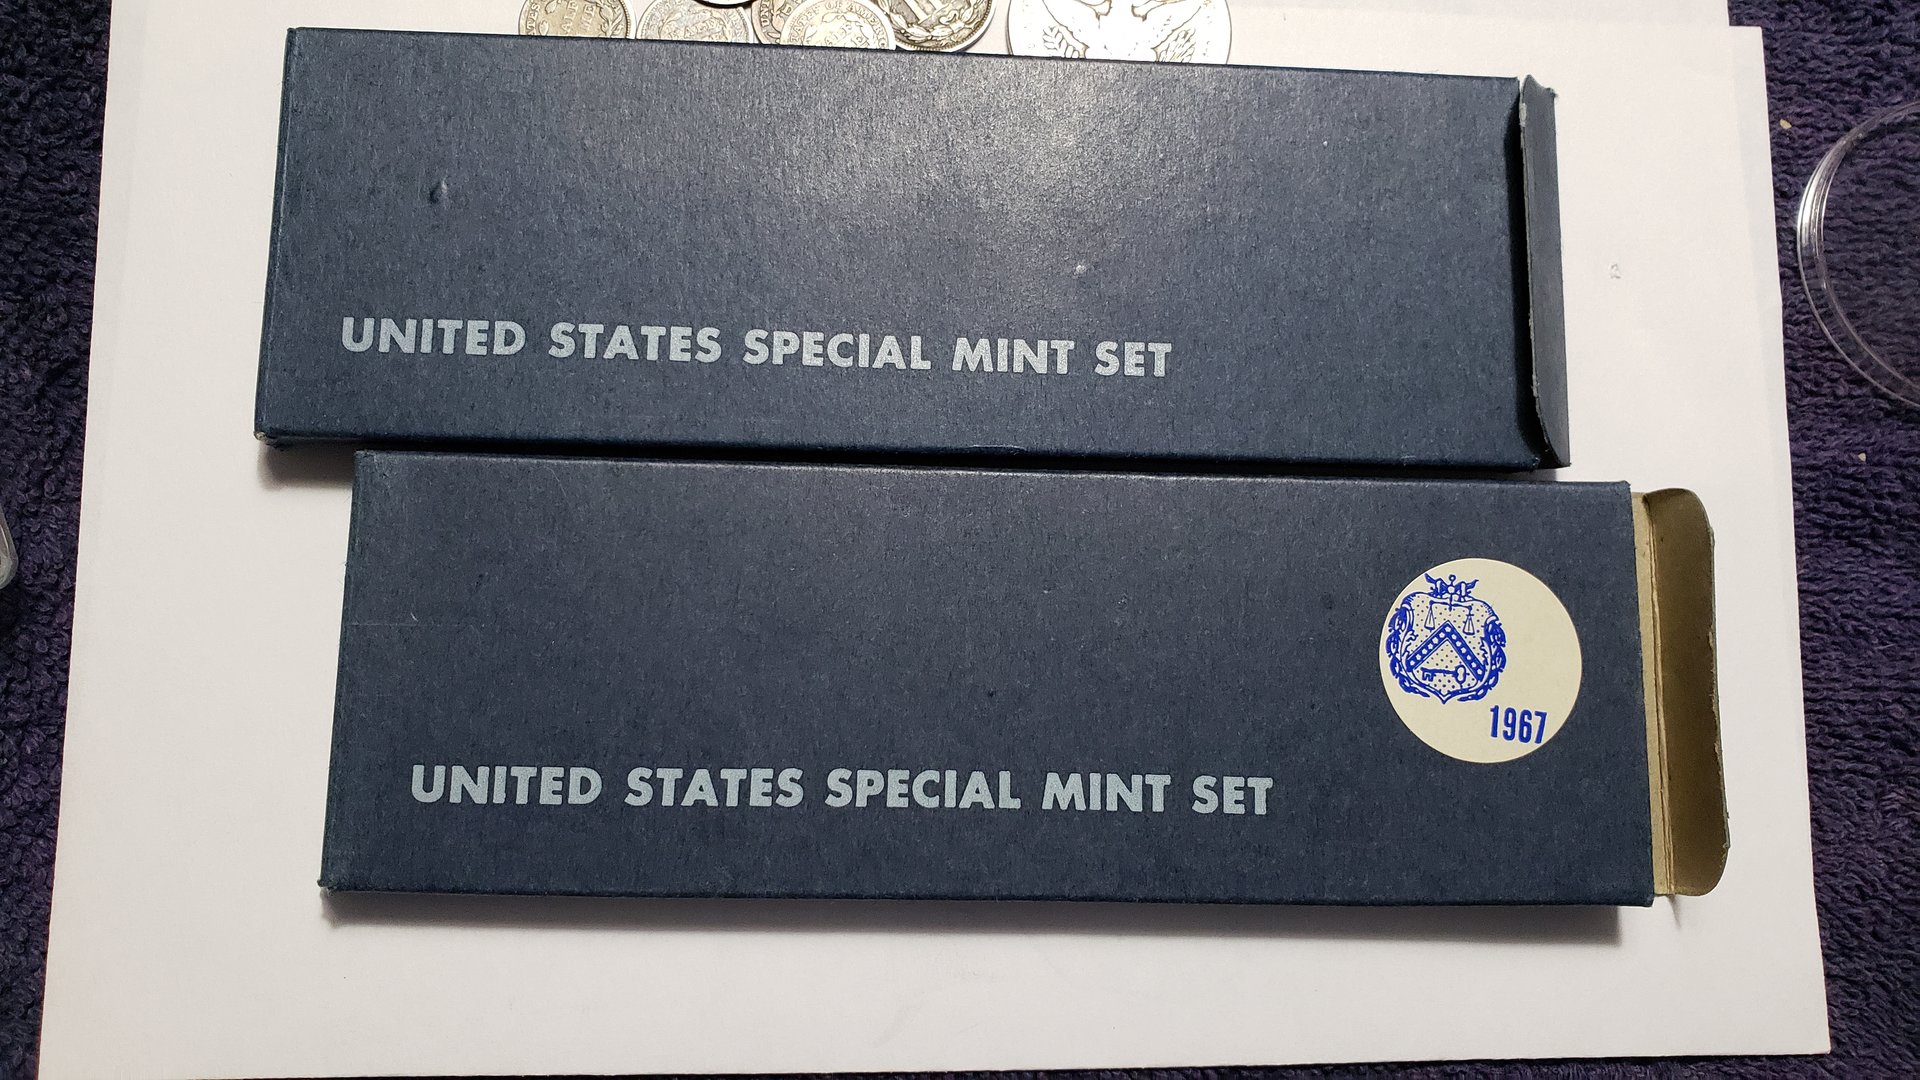 UNITED STATES SPECIAL MINT SET
1967
UNITED STATES SPECIAL MINT SET